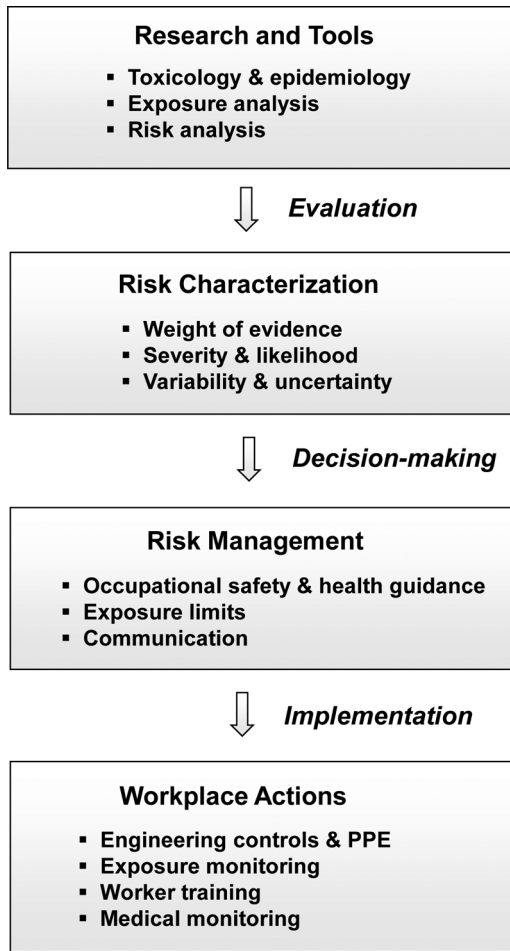 Research and Tools
▪ Toxicology & epidemiology
▪ Exposure analysis
▪ Risk analysis
Evaluation
Risk Characterization
▪ Weight of evidence
▪ Severity & likelihood
▪ Variability & uncertainty
Decision-making
Risk Management
▪ Occupational safety & health guidance
▪ Exposure limits
▪ Communication
Implementation
Workplace Actions
▪ Engineering controls & PPE
▪ Exposure monitoring
▪ Worker training
▪ Medical monitoring